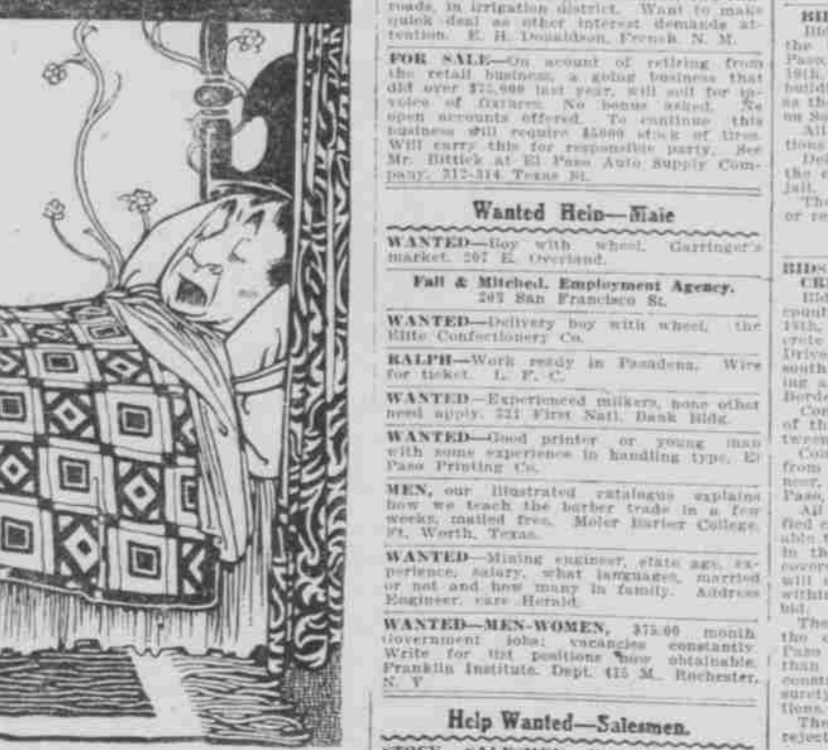 roads, in irrigation district. Want to make
quick deal as other interest demands at-
tention. E. H. Donaldson, French, N. M.
FOR SALE—On acount of retiring from
the retail business, a going business that
did over $75,000 last year, will sell for in-
voice of fixtures. No bonus asked. No
open accounts offered. To continue this
business will require $5000 stock of tires.
Will carry this for responsible party. See
Mr. Bittick at El Paso Auto Supply Com-
pany. 312-314 Texas St.
Wanted Help—Male
WANTED—Boy with wheel. Garringer's
market. 207 E. Overland.
Fall & Mitchell, Employment Agency.
207 San Francisco St.
WANTED—Delivery boy with wheel, the
Elite Confectionery Co.
RALPH—Work ready in Pasadena. Wire
for ticket. L. F. C.
WANTED—Experienced milkers, none other
need apply. 521 First Natl. Bank Bldg.
WANTED—Good printer or young man
with some experience in handling type. El
Paso Printing Co.
MEN, our illustrated catalogue explains
how we teach the barber trade in a few
weeks, mailed free. Moler Barber College,
Ft. Worth, Texas.
WANTED—Mining engineer, state age, ex-
perience, salary, what languages, married
or not and how many in family. Address
Engineer, care Herald.
WANTED—MEN-WOMEN, $75.00 month
Government jobs; vacancies constantly
Write for list positions now obtainable.
Franklin Institute, Dept. 415 M., Rochester,
N. Y
Help Wanted—Salesmen.